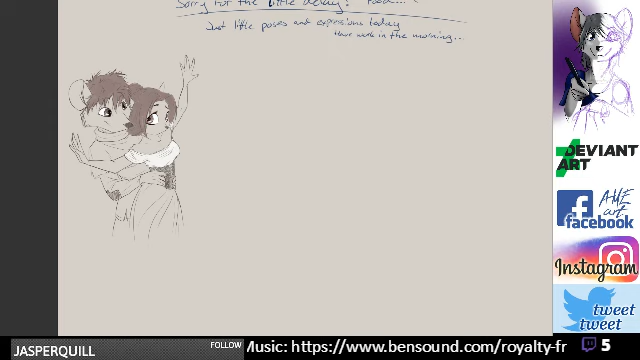 Sorry for the little delay! Food...
Just little poses and expressions today
Have work in the morning...
DEVIANT
ART
AHE
art
facebook
Instagram
tweet
tweet
JASPERQUILL
FOLLOW
Music: https://www.bensound.com/royalty-fr
5